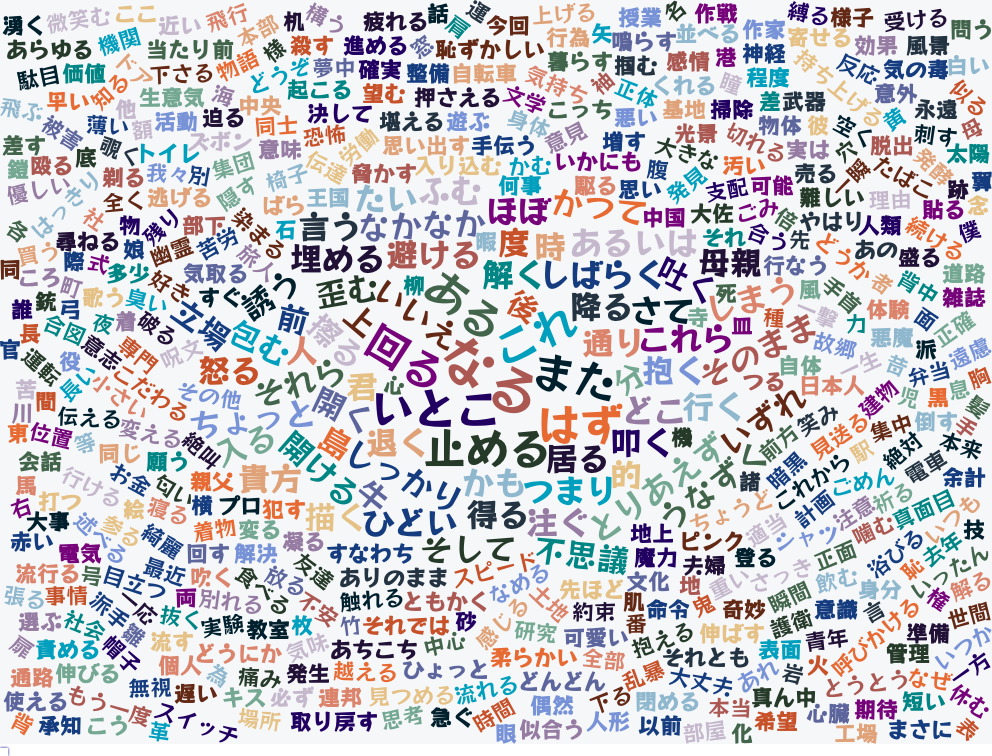 湧く 微笑む ここ 近い 飛行 本部 机 構う 疲れる 話 肩 運 今回 上げる 授業 名 作戦 縛る 様子 受ける 問う
あらゆる 機関 当たり前 棒 殺す 進める 恥ずかしい 行為 矢 鳴らす 並べる 作家 寄せる 効果 風景
駄目 価値 下さる 物語 どうぞ 夢中 確実 整備 自転車 暮らす 掴む 感情 港 神経 持ち上げる 反応 気の毒 白い
飛ぶ 早い 知る 生意気 海 起こる 望む 押さえる 文学 気持ち 袖 正体 くれる 瞳 程度 意外 永遠 似る
被害 薄い 他 額 活動 迫る 中央 同士 決して 堪える 遊ぶ 身体 こっち 悪い 基地 掃除 差 武器 黄 刺す 母
差す 底 覗く トイレ ズボン 集団 意味 恐怖 伝達 労働 思い出す 手伝う 意見 増す 光景 切れる 物体 彼 空く 脱出 太陽
鎧 殴る 剃る 我々 別 隠す 椅子 脅かす 入り込む かむ いかにも 腹 大きな 汚い 実は 穴 発酵
優しい はっきり 全く 逃げる ばら 王国 たい ふむ 何事 駆る 思い 発見 支配 可能 売る 瞬 たばこ 跡 翼
各 社 物 残り 部下 染まる 石 言う なかなか ほぼ かつて 中国 大佐 ごみ 倍 難しい 理由 貼る 念
買う 尋ねる 娘 幽霊 苦労 旅人 埋める 避ける 暇 度 時 あるいは それ 合う 先 やはり 人類 続ける 僕
同 ころ 町 際 式 多少 好き 気取る 誘う 柳 解く しばらく 吐く 母親 行なう どうか あの 盛る 道路
誰 銃 弓 歌う 臭い すぐ 歪む いいえ ある 後 これ 降る さて 死 しまう 風 手首 者 背中 雑誌
長 合図 夜 着 破る 立場 包む 前 擦る 上 回る なる 寺 皿 種 撃 力 体験 面 正確
官 運転 役 意志 専門 呪文 怒る 人 また 通り これら そのまま 故郷 悪魔 派 遠慮
苦 長 小さい こだわる その他 それら 君 心 分 抱く つる 自体 一生 苛 弁当 胸
川 間 伝える ちょっと 開く いとこ はず どこ 行く いずれ 日本人 建物 児 黒 息 髪
東 位置 等 変える 絶叫 入る 開ける 島 退く 止める 居る 叩く 機 前方 笑み 見送る 集中 倒す 手
会話 同じ 願う 親父 貴方 しっかり かも つまり 的 とりあえず うなずく 諸 暗黒 これから 駅 絶対 本来
馬 行ける お金 匂い 横 プロ 犯す 描く 失 得る 注ぐ ちょうど 計画 ごめん 電車 余計
右 打つ 絵 寝る 着物 変る ひどい 地上 ピンク 適当 シャツ 注意 祈る 真面目 いつも
大事 述べる 参る 綺麗 回す 解決 凝る すなわち そして 不思議 魔力 夫婦 登る 正面 噛む 浴びる 去年 技
赤い 電気 最近 吹く 食べる 放る 友達 ありのまま スピード 先ほど 文化 地 重い さっき 飲む 身分 恥 いったん
流行る 号 目立つ 両 別れる 不安 触れる ともかく なめる 土地 約束 肌 命令 鬼 奇妙 瞬間 意識 言 権 解る
張る 事情 派手 一応 抜く 実験 教室 枚 竹 それでは 砂 感じる 研究 可愛い 番 抱える 伸ばす 護衛 青年 呼びかける 世間
選ぶ 社会 帽子 誰 流す どうにか 気味 あちこち 中心 柔らかい 全部 それとも 表面 火 準備 いつか
扉 責める 個人 為 痛み 発生 越える ひょっと どんどん 乱暴 大丈夫 あれ 岩 とうとう 管理 一方
通路 伸びる 無視 遅い キス 必ず 連邦 見つめる 流れる 偶然 下る 閉める 真ん中 なぜ 休む
使える もう一度 スイッチ 場所 取り戻す 思考 急ぐ 時間 人形 以前 本当 希望 心臓 期待 短い 表
背 承知 こう 革 眼 似合う 部屋 化 工場 まさに